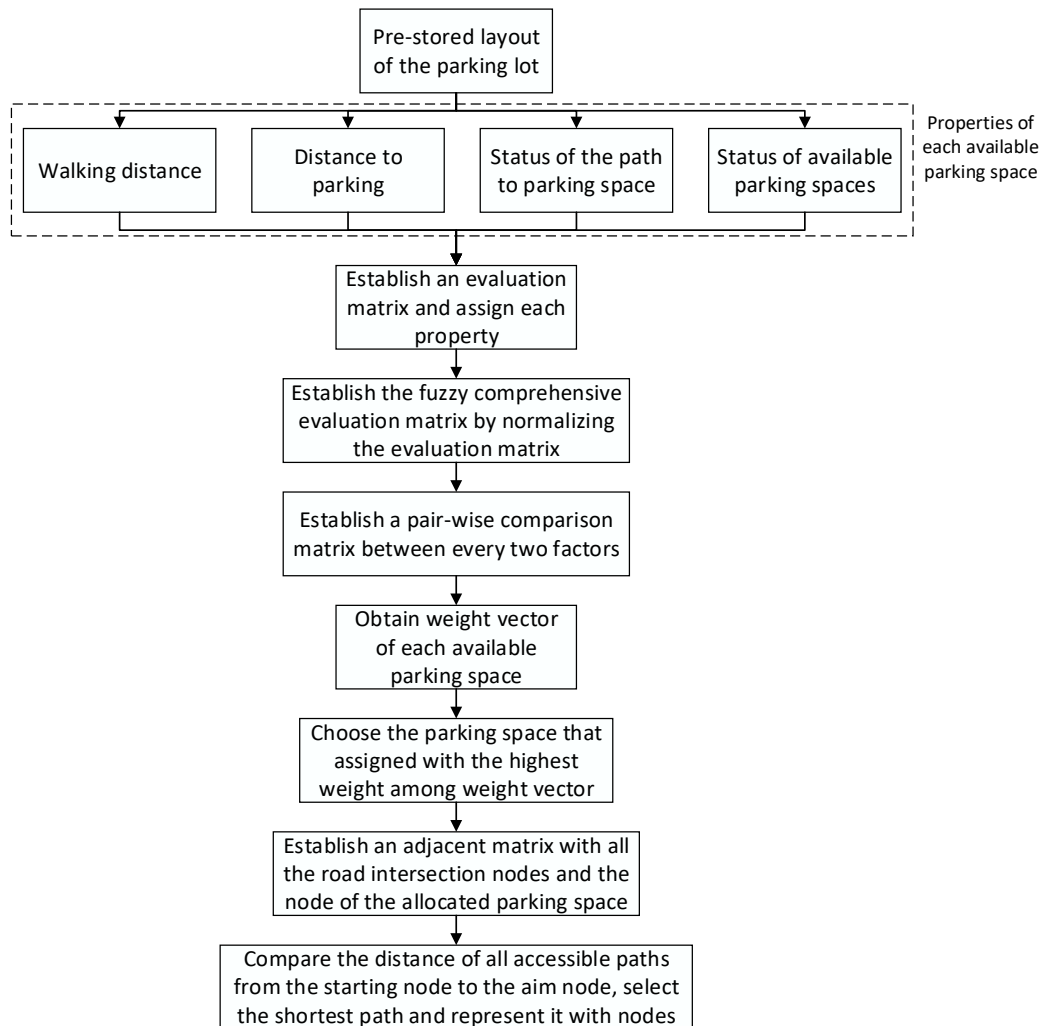 Pre-stored layout
of the parking lot
Walking distance
Distance to
parking
Status of the path
to parking space
Status of available
parking spaces
Properties of
each available
parking space
Establish an evaluation
matrix and assign each
property
Establish the fuzzy comprehensive
evaluation matrix by normalizing
the evaluation matrix
Establish a pair-wise comparison
matrix between every two factors
Obtain weight vector
of each available
parking space
Choose the parking space that
assigned with the highest
weight among weight vector
Establish an adjacent matrix with all
the road intersection nodes and the
node of the allocated parking space
Compare the distance of all accessible paths
from the starting node to the aim node, select
the shortest path and represent it with nodes